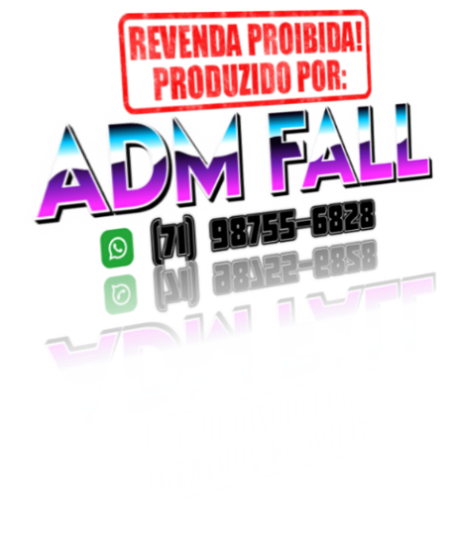 REVENDA PROIBIDA!
PRODUZIDO POR:
ADM FALL
(71) 98755-6828